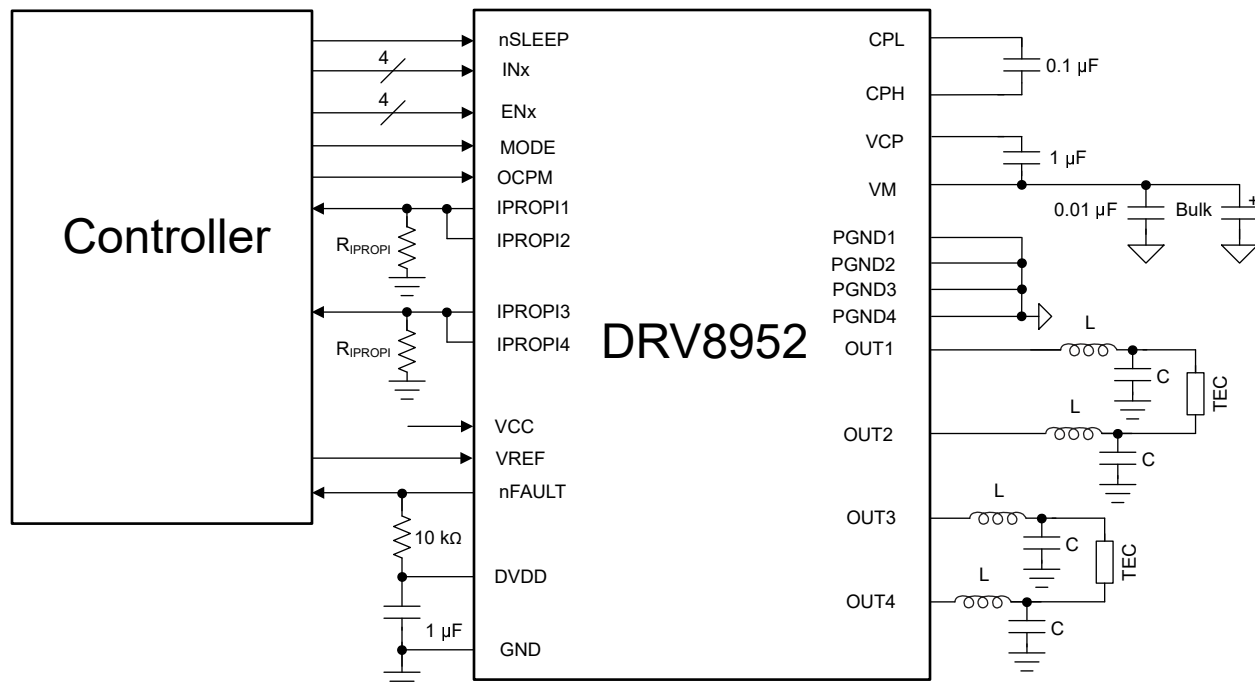 Controller
DRV8952
nSLEEP
4
INx
4
ENx
MODE
OCPM
IPROPI1
RIPROPI
IPROPI2
IPROPI3
RIPROPI
IPROPI4
VCC
VREF
nFAULT
10 kΩ
DVDD
1 µF
GND
CPL
0.1 µF
CPH
VCP
1 µF
VM
0.01 µF
Bulk
+
PGND1
PGND2
PGND3
PGND4
OUT1
L
C
TEC
L
OUT2
C
L
OUT3
C
TEC
L
OUT4
C